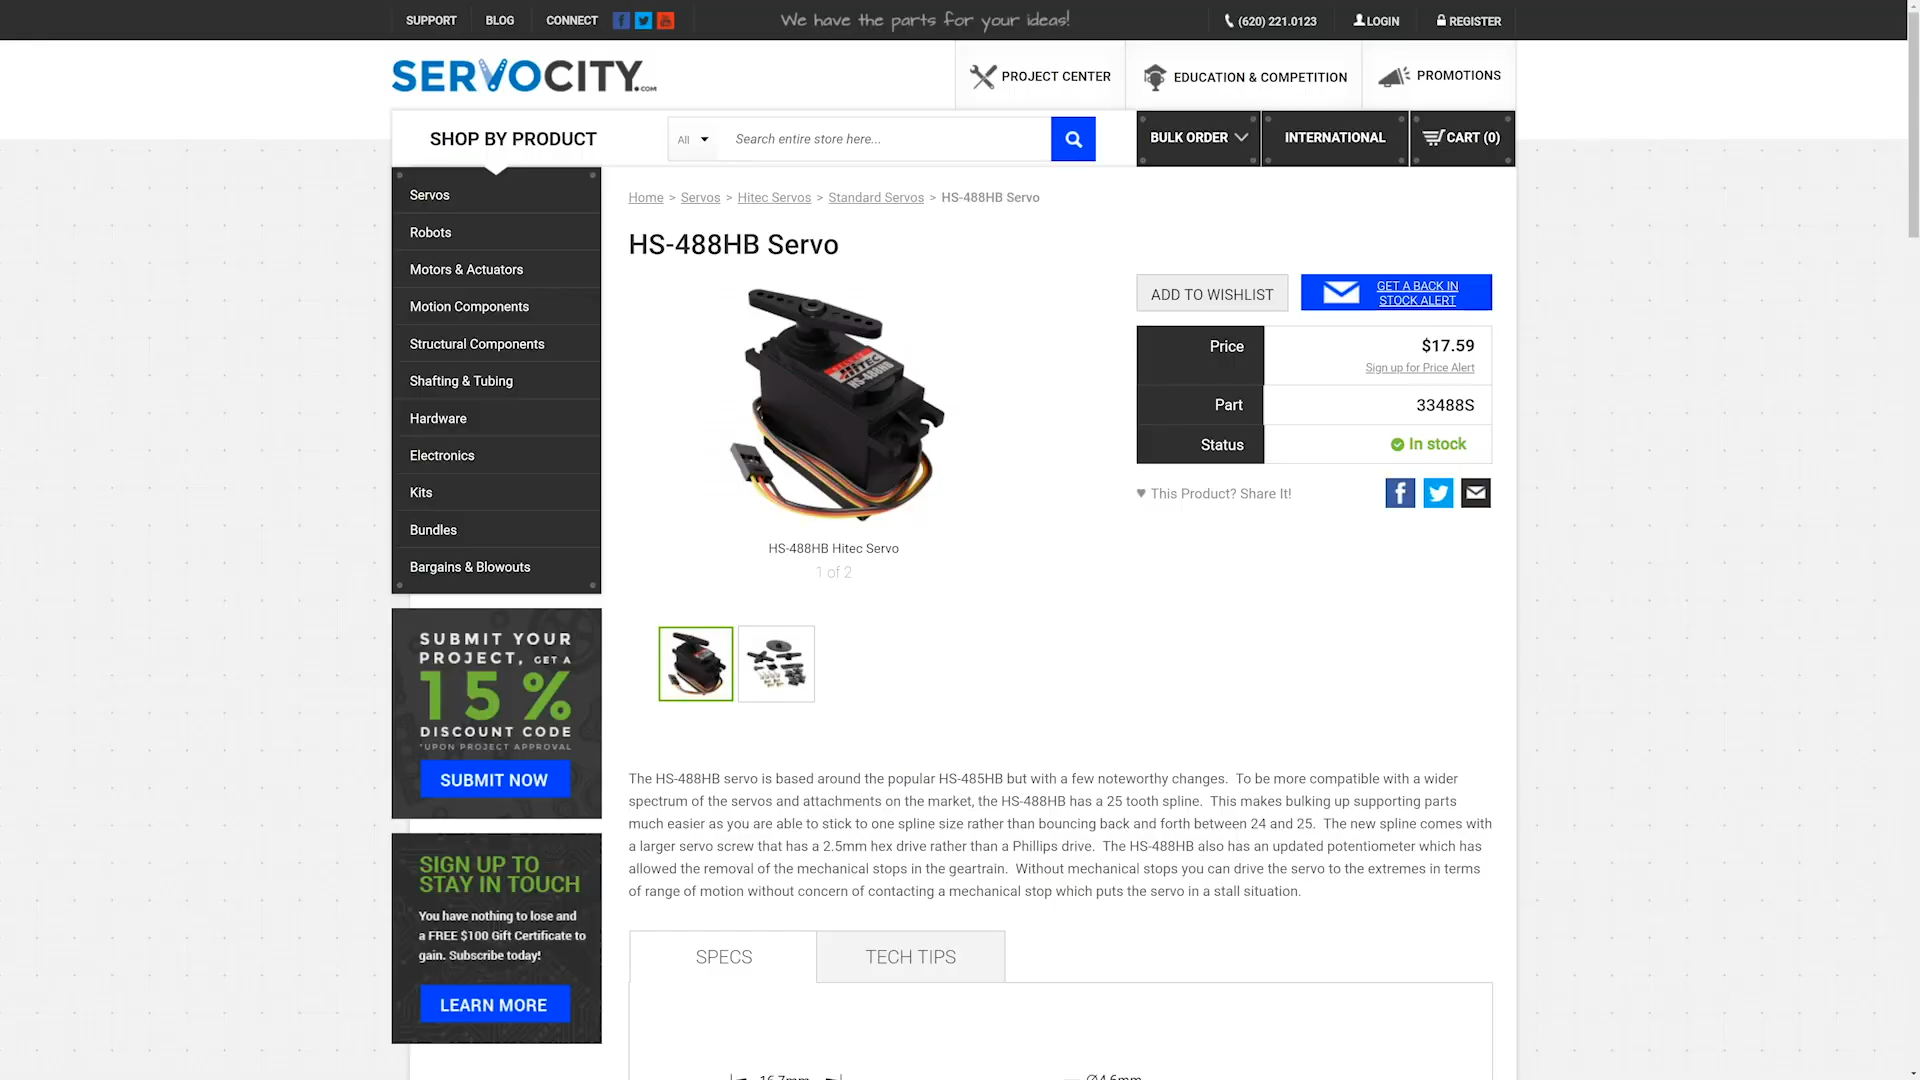 SUPPORT
BLOG
CONNECT
We have the parts for your ideas!
(620) 221.0123
LOGIN
REGISTER
SERVOCITY.COM
PROJECT CENTER
EDUCATION & COMPETITION
PROMOTIONS
SHOP BY PRODUCT
All
Search entire store here...
BULK ORDER
INTERNATIONAL
CART (0)
Servos
Robots
Motors & Actuators
Motion Components
Structural Components
Shafting & Tubing
Hardware
Electronics
Kits
Bundles
Bargains & Blowouts
SUBMIT YOUR
PROJECT, GET A
15 %
DISCOUNT CODE
*UPON PROJECT APPROVAL
SUBMIT NOW
SIGN UP TO
STAY IN TOUCH
You have nothing to lose and
a FREE $100 Gift Certificate to
gain. Subscribe today!
LEARN MORE
Home > Servos > Hitec Servos > Standard Servos > HS-488HB Servo
HS-488HB Servo
HITEC
HS-488HB
HS-488HB Hitec Servo
1 of 2
ADD TO WISHLIST
GET A BACK IN
STOCK ALERT
Price
$17.59
Sign up for Price Alert
Part
33488S
Status
In stock
♥ This Product? Share It!
The HS-488HB servo is based around the popular HS-485HB but with a few noteworthy changes.  To be more compatible with a wider
spectrum of the servos and attachments on the market, the HS-488HB has a 25 tooth spline.  This makes bulking up supporting parts
much easier as you are able to stick to one spline size rather than bouncing back and forth between 24 and 25.  The new spline comes with
a larger servo screw that has a 2.5mm hex drive rather than a Phillips drive.  The HS-488HB also has an updated potentiometer which has
allowed the removal of the mechanical stops in the geartrain.  Without mechanical stops you can drive the servo to the extremes in terms
of range of motion without concern of contacting a mechanical stop which puts the servo in a stall situation.
SPECS
TECH TIPS
16.7mm
Ø4.6mm